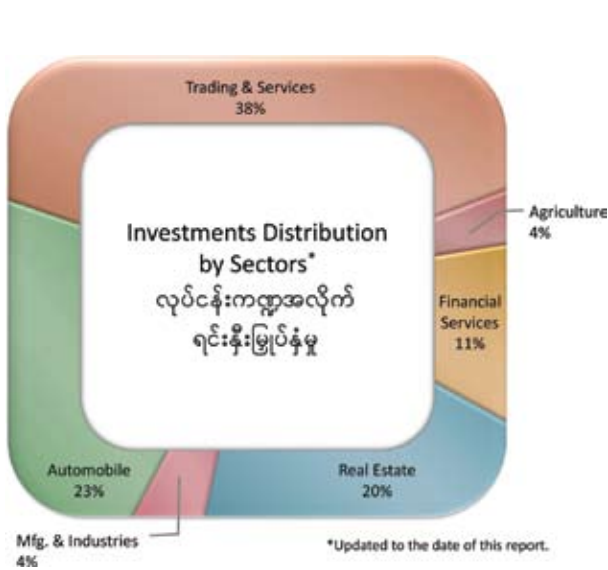 Trading & Services
38%
Agriculture
4%
Investments Distribution
by Sectors*
လုပ်ငန်းကဏ္ဍအလိုက်
ရင်းနှီးမြှုပ်နှံမှု
Financial
Services
11%
Automobile
23%
Real Estate
20%
Mfg. & Industries
4%
*Updated to the date of this report.